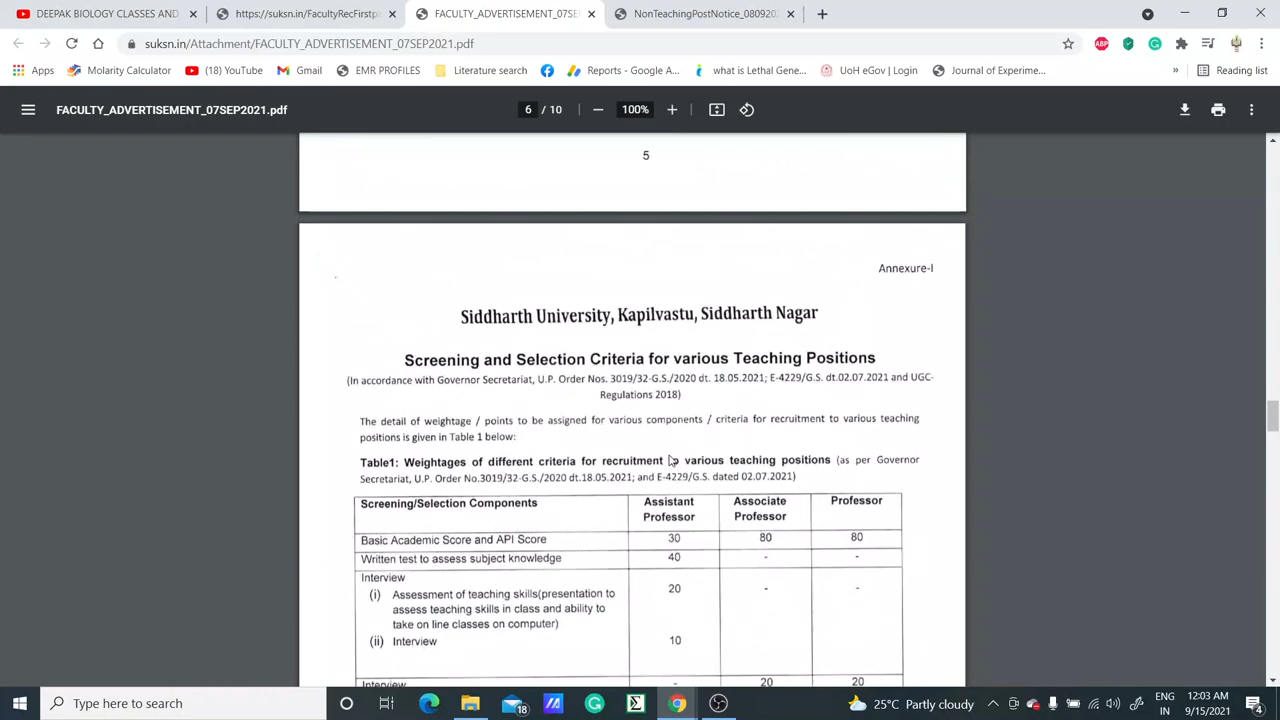 DEEPAK BIOLOGY CLASSES AND
https://suksn.in/FacultyRecFirstp
FACULTY_ADVERTISEMENT_07SE
NonTeachingPostNotice_080920
suksn.in/Attachment/FACULTY_ADVERTISEMENT_07SEP2021.pdf
ABP
Apps
Molarity Calculator
(18) YouTube
Gmail
EMR PROFILES
Literature search
Reports - Google A...
what is Lethal Gene...
UoH eGov | Login
Journal of Experime...
»
Reading list
FACULTY_ADVERTISEMENT_07SEP2021.pdf
6 / 10
100%
5
Annexure-I
Siddharth University, Kapilvastu, Siddharth Nagar
Screening and Selection Criteria for various Teaching Positions
(In accordance with Governor Secretariat, U.P. Order Nos. 3019/32-G.S./2020 dt. 18.05.2021; E-4229/G.S. dt.02.07.2021 and UGC-
Regulations 2018)
The detail of weightage / points to be assigned for various components / criteria for recruitment to various teaching
positions is given in Table 1 below:
Table1: Weightages of different criteria for recruitment to various teaching positions (as per Governor
Secretariat, U.P. Order No.3019/32-G.S./2020 dt.18.05.2021; and E-4229/G.S. dated 02.07.2021)
Screening/Selection Components Assistant Associate Professor
Professor Professor
Basic Academic Score and API Score 30 80 80
Written test to assess subject knowledge 40 - -
Interview
(i) Assessment of teaching skills(presentation to 20 - -
assess teaching skills in class and ability to
take on line classes on computer)
(ii) Interview 10
Interview - 20 20
Type here to search
18
25°C Partly cloudy
ENG
IN
12:03 AM
9/15/2021
4